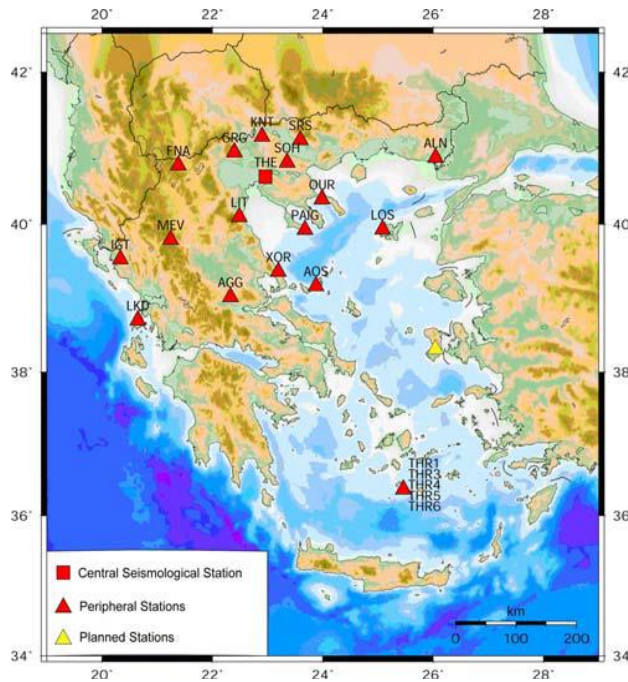 20° 22° 24° 26° 28°
42° 42°
KNT
SRS
GRG
ALN
FNA
SOH
THE
OUR
LIT
PAIG
LOS
40° 40°
MEV
IGT
XOR
AOS
AGG
LKD
38° 38°
THR1
THR3
THR4
THR5
THR6
36° 36°
Central Seismological Station
Peripheral Stations
Planned Stations
km
0 100 200
34° 34°
20° 22° 24° 26° 28°